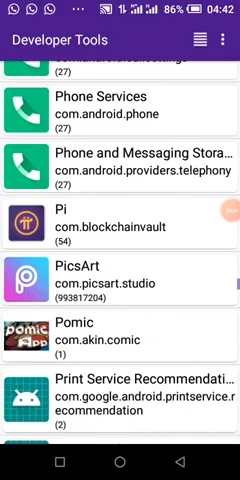 86% 04:42
Developer Tools
(27)
Phone Services
com.android.phone
(27)
Phone and Messaging Stora...
com.android.providers.telephony
(27)
Pi
com.blockchainvault
(54)
PicsArt
com.picsart.studio
(993817204)
pomic
App
Pomic
com.akin.comic
(1)
Print Service Recommendati...
com.google.android.printservice.r
ecommendation
(2)